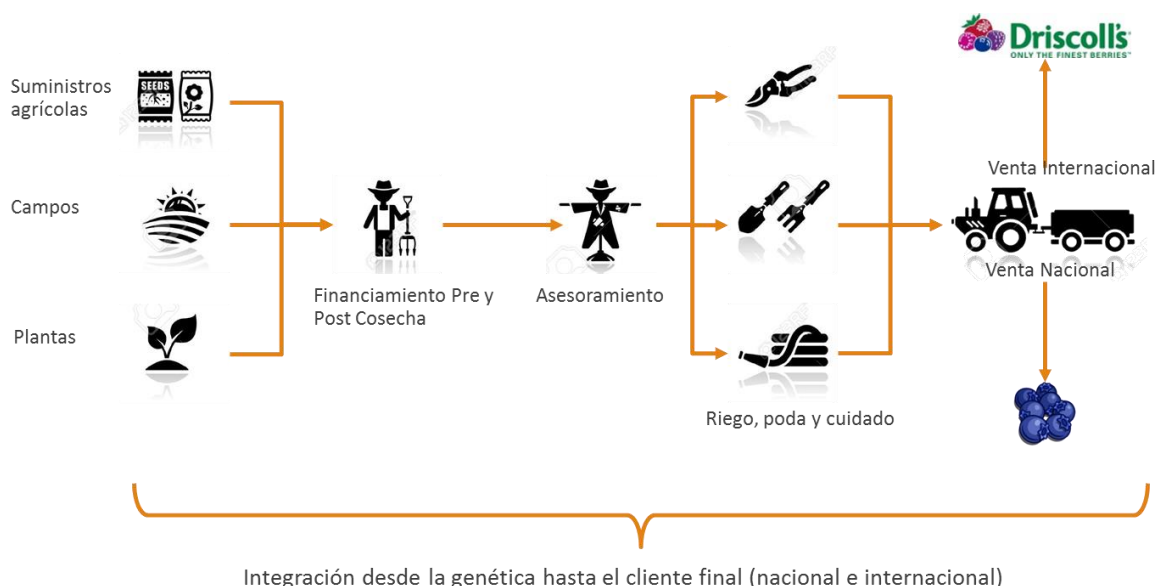 Driscoll's
ONLY THE FINEST BERRIES™
Suministros
agrícolas
SEEDS
Campos
Venta Internacional
Venta Nacional
Financiamiento Pre y
Post Cosecha
Asesoramiento
Plantas
Riego, poda y cuidado
Integración desde la genética hasta el cliente final (nacional e internacional)